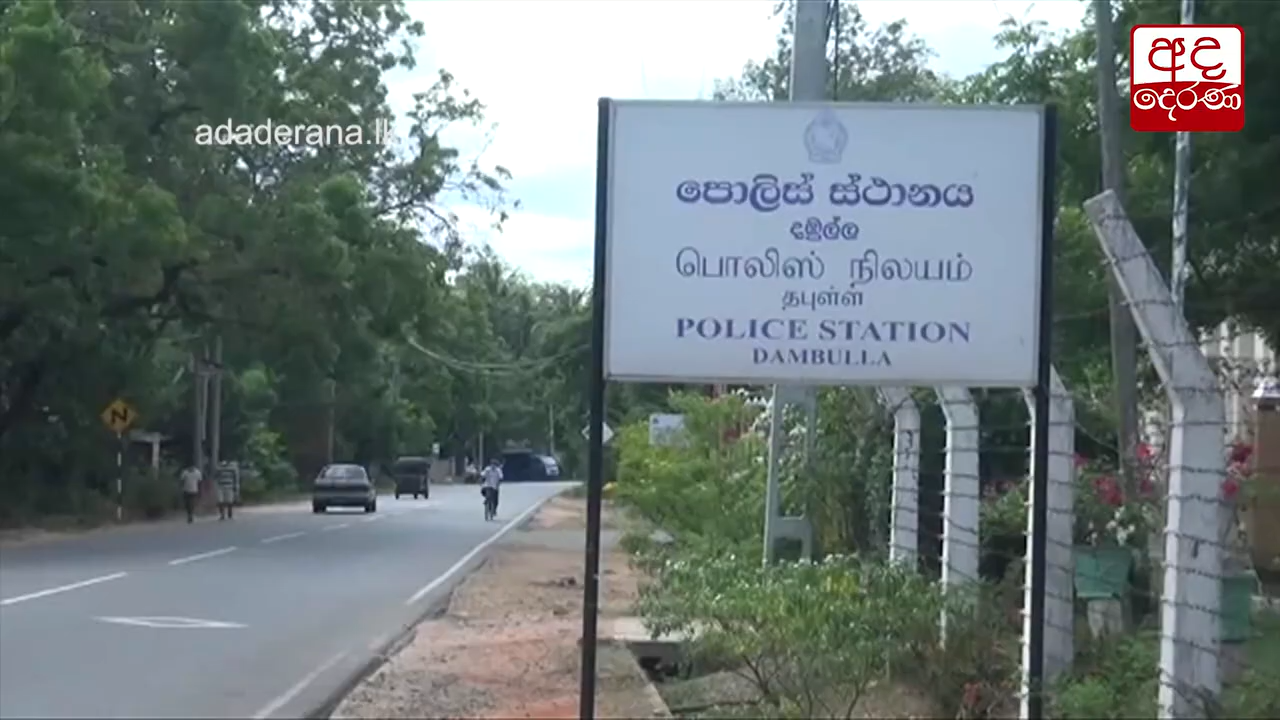 අද
දෙරණ
adaderana.lk
පොලිස් ස්ථානය
දඹුල්ල
பொலிஸ் நிலயம்
தபுள்ள
POLICE STATION
DAMBULLA